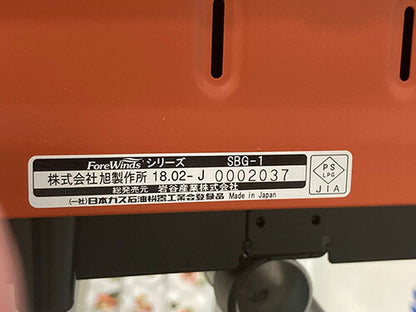 ForeWinds シリーズ SBG-1
株式会社旭製作所 18.02-J 0002037
総発売元 岩谷産業株式会社
(一社)日本ガス石油機器工業会登録品 Made in Japan
PS
LPG
JIA